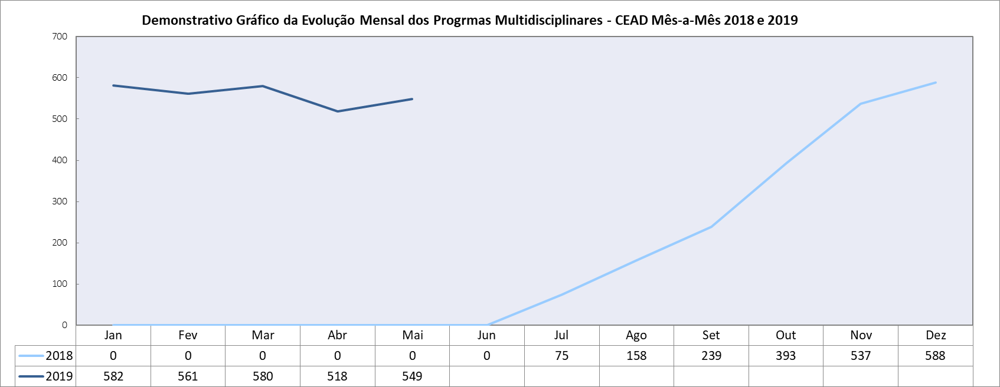 Demonstrativo Gráfico da Evolução Mensal dos Progrmas Multidisciplinares - CEAD Mês-a-Mês 2018 e 2019
700
600
500
400
300
200
100
0
Jan Fev Mar Abr Mai Jun Jul Ago Set Out Nov Dez
2018 0 0 0 0 0 0 75 158 239 393 537 588
2019 582 561 580 518 549